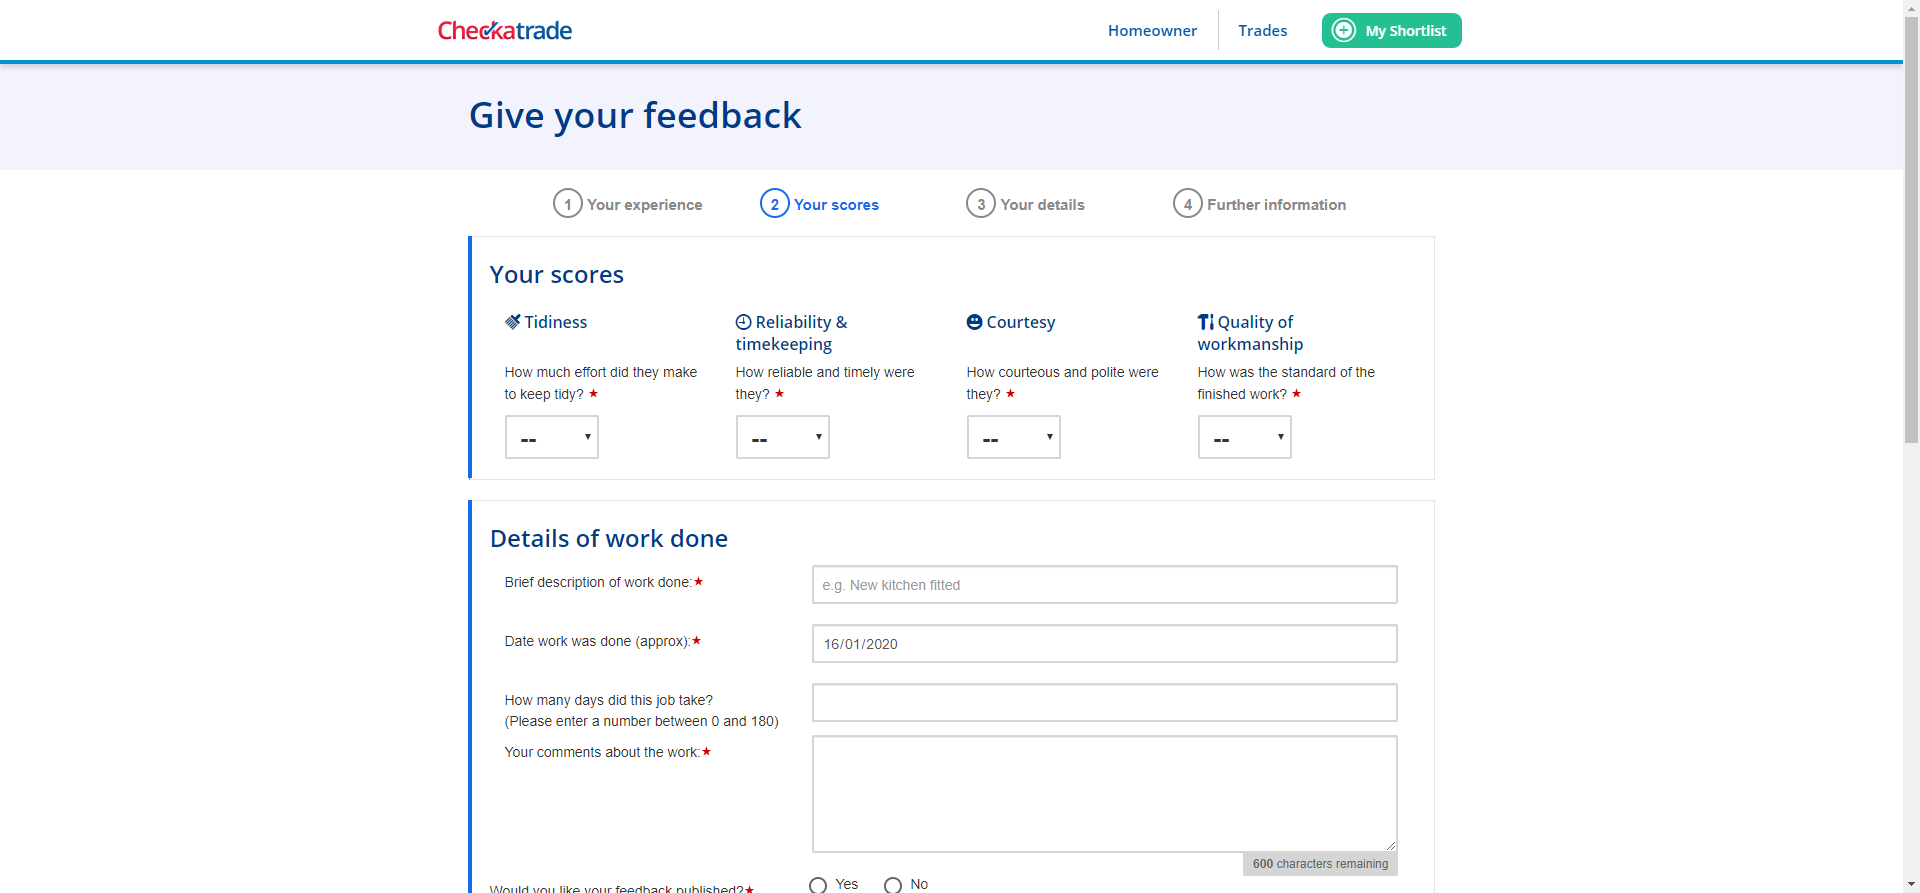 Checkatrade
Homeowner
Trades
My Shortlist
Give your feedback
1 Your experience
2 Your scores
3 Your details
4 Further information
Your scores
Tidiness
How much effort did they make
to keep tidy? ★
--
Reliability &
timekeeping
How reliable and timely were
they? ★
--
Courtesy
How courteous and polite were
they? ★
--
Quality of
workmanship
How was the standard of the
finished work? ★
--
Details of work done
Brief description of work done:★
e.g. New kitchen fitted
Date work was done (approx):★
16/01/2020
How many days did this job take?
(Please enter a number between 0 and 180)
Your comments about the work:★
600 characters remaining
Would you like your feedback published?★
Yes
No